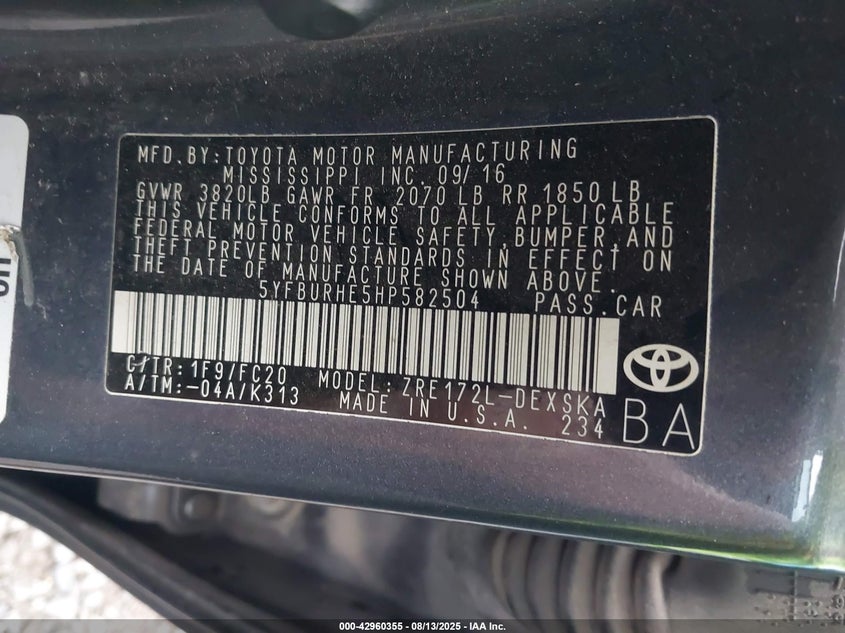 MFD.BY:TOYOTA MOTOR MANUFACTURING
MISSISSIPPI INC. 09/16
GVWR 3820LB GAWR FR 2070 LB RR 1850 LB
THIS VEHICLE CONFORMS TO ALL APPLICABLE
FEDERAL MOTOR VEHICLE SAFETY,BUMPER,AND
THEFT PREVENTION STANDARDS IN EFFECT ON
THE DATE OF MANUFACTURE SHOWN ABOVE.
5YFBURHE5HP582504 PASS.CAR
C/TR: 1F9/FC20 MODEL: ZRE172L-DEXSKA
A/TM:-04A/K313 MADE IN U.S.A. 234
BA
000-42960355 - 08/13/2025 - IAA Inc.